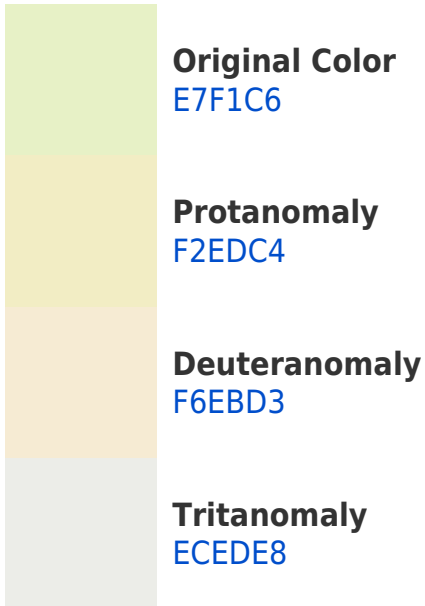 Original Color
E7F1C6
Protanomaly
F2EDC4
Deuteranomaly
F6EBD3
Tritanomaly
ECEDE8